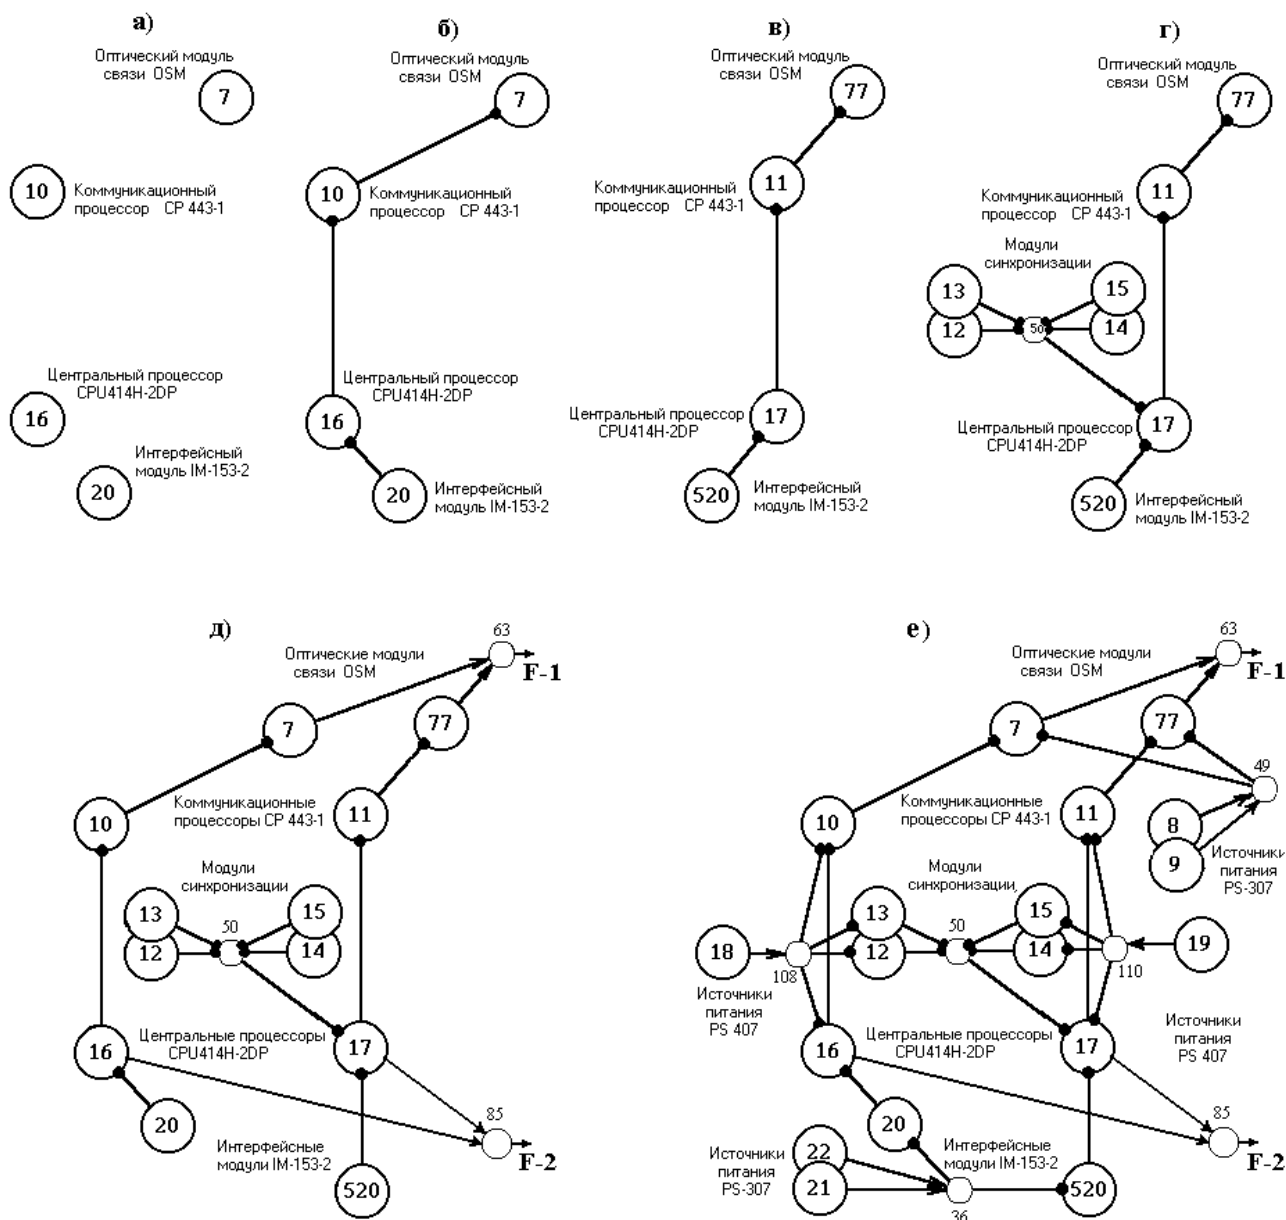 а)
Оптический модуль
связи OSM
7
10
Коммуникационный
процессор CP 443-1
Центральный процессор
CPU414H-2DP
16
Интерфейсный
модуль IM-153-2
20
б)
Оптический модуль
связи OSM
7
10
Коммуникационный
процессор CP 443-1
Центральный процессор
CPU414H-2DP
16
20
Интерфейсный
модуль IM-153-2
в)
Оптический модуль
связи OSM
77
11
Коммуникационный
процессор CP 443-1
Центральный процессор
CPU414H-2DP
17
520
Интерфейсный
модуль IM-153-2
г)
Оптический модуль
связи OSM
77
11
Коммуникационный
процессор CP 443-1
Модули
синхронизации
13
15
12
50
14
17
Центральный процессор
CPU414H-2DP
520
Интерфейсный
модуль IM-153-2
д)
63
Оптические модули
связи OSM
F-1
7
77
Коммуникационные
процессоры CP 443-1
10
11
Модули
синхронизации
13
15
50
12
14
Центральные процессоры
CPU414H-2DP
16
17
20
85
Интерфейсные
модули IM-153-2
F-2
520
е)
63
Оптические модули
связи OSM
F-1
7
77
49
Коммуникационные
процессоры CP 443-1
10
11
8
9
Источники
питания
PS-307
Модули
синхронизации
13
15
50
18
12
14
19
108
110
Источники
питания
PS 407
Источники
питания
PS 407
Центральные процессоры
CPU414H-2DP
16
17
20
85
Интерфейсные
модули IM-153-2
F-2
Источники
питания
PS-307
22
21
520
36